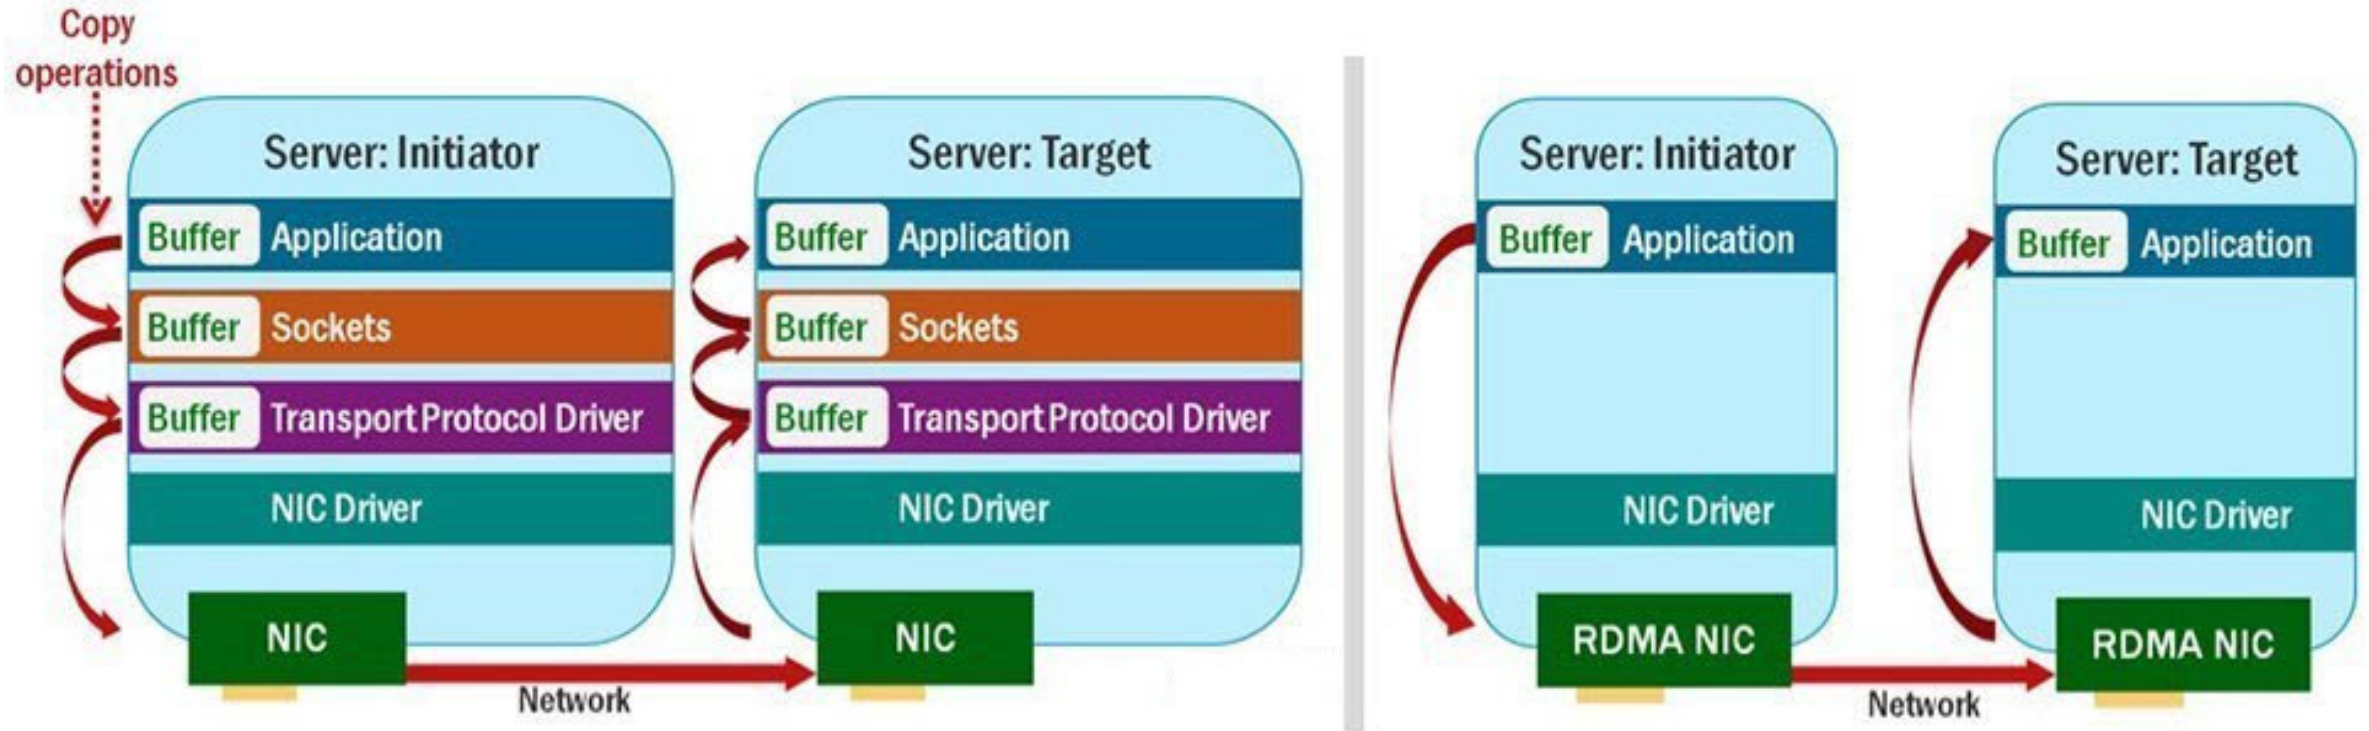 Copy
operations
Server: Initiator
Buffer Application
Buffer Sockets
Buffer Transport Protocol Driver
NIC Driver
NIC
Network
Server: Target
Buffer Application
Buffer Sockets
Buffer Transport Protocol Driver
NIC Driver
NIC
Server: Initiator
Buffer Application
NIC Driver
RDMA NIC
Network
Server: Target
Buffer Application
NIC Driver
RDMA NIC